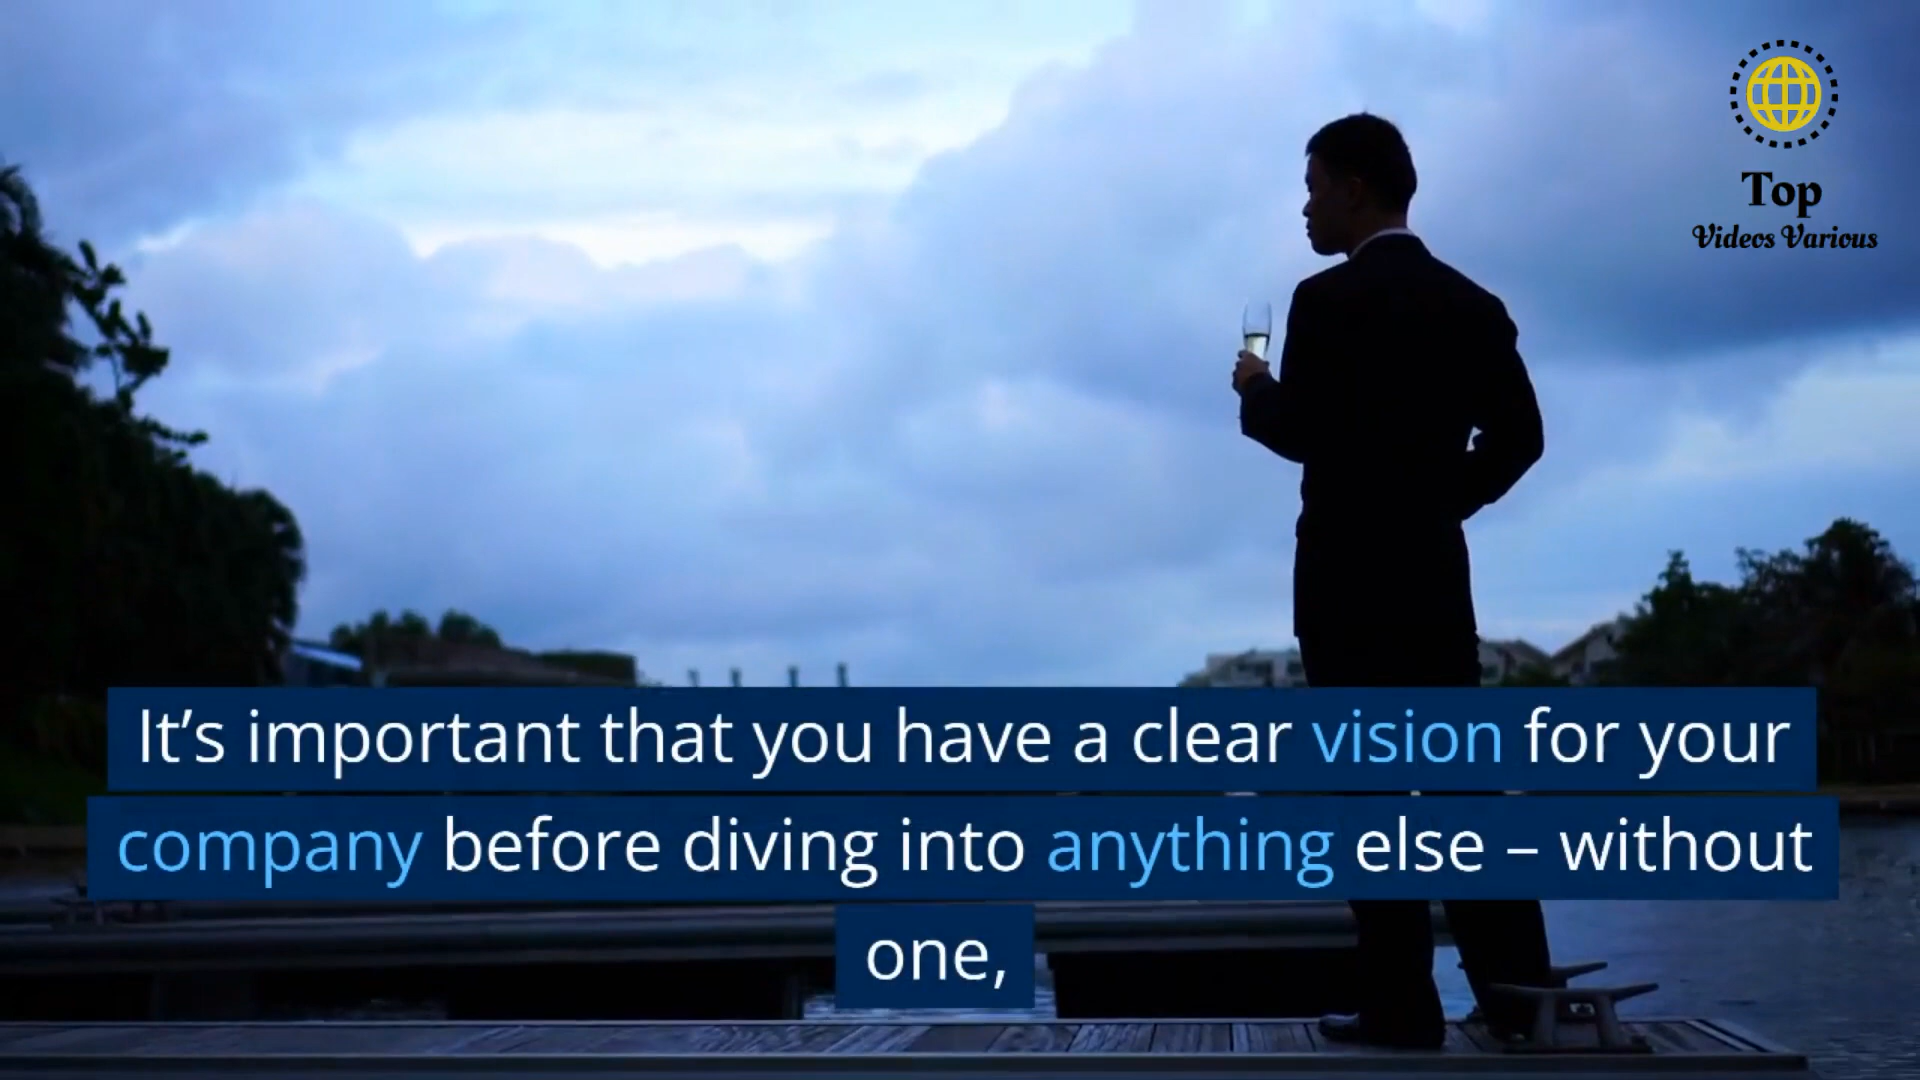 Top
Videos Various
It's important that you have a clear vision for your
company before diving into anything else – without
one,